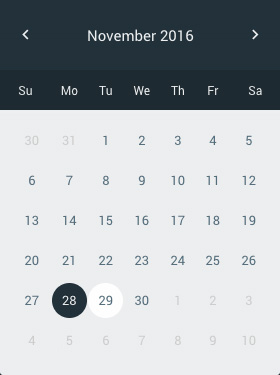 November 2016
Su Mo Tu We Th Fr Sa
30 31 1 2 3 4 5
6 7 8 9 10 11 12
13 14 15 16 17 18 19
20 21 22 23 24 25 26
27 28 29 30 1 2 3
4 5 6 7 8 9 10